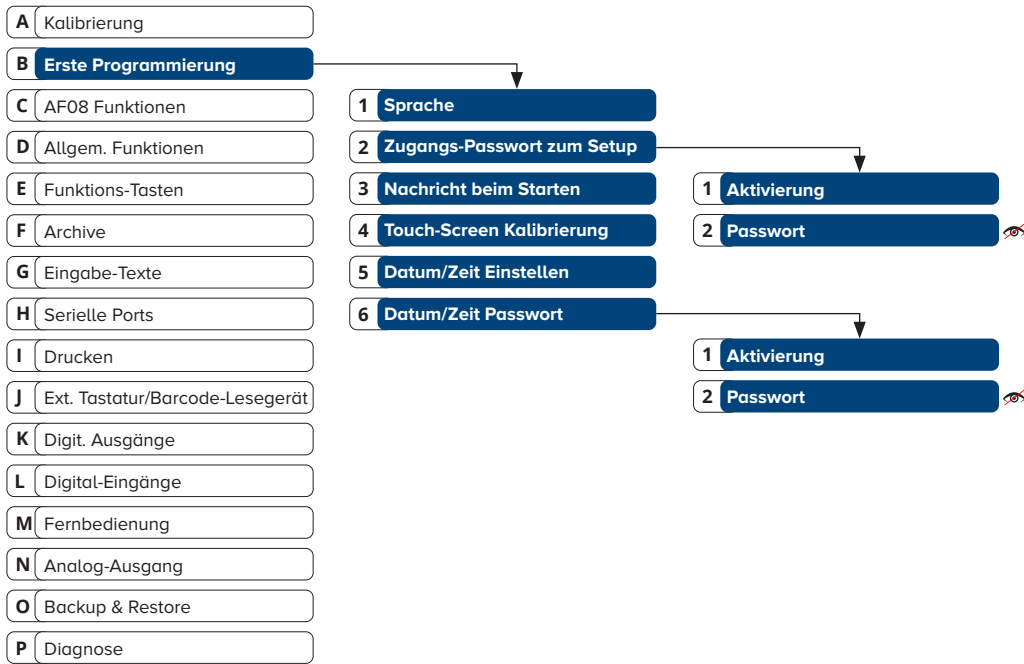 A Kalibrierung
B Erste Programmierung
C AF08 Funktionen
D Allgem. Funktionen
E Funktions-Tasten
F Archive
G Eingabe-Texte
H Serielle Ports
I Drucken
J Ext. Tastatur/Barcode-Lesegerät
K Digit. Ausgänge
L Digital-Eingänge
M Fernbedienung
N Analog-Ausgang
O Backup & Restore
P Diagnose
1 Sprache
2 Zugangs-Passwort zum Setup
3 Nachricht beim Starten
4 Touch-Screen Kalibrierung
5 Datum/Zeit Einstellen
6 Datum/Zeit Passwort
1 Aktivierung
2 Passwort
1 Aktivierung
2 Passwort